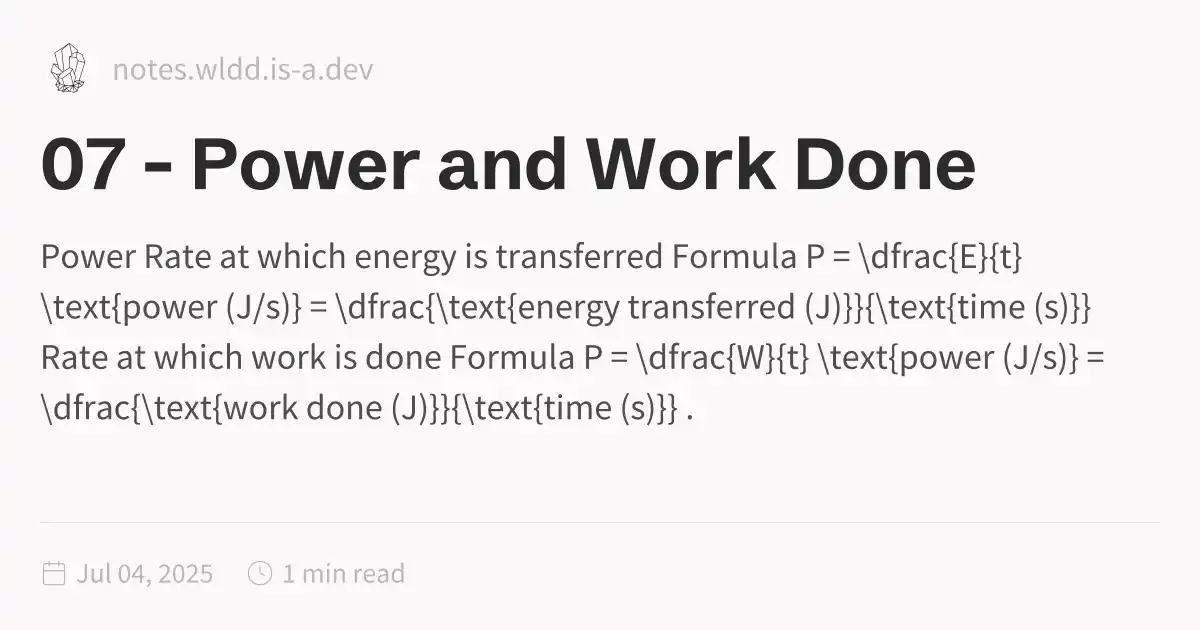 notes.wldd.is-a.dev
07 - Power and Work Done
Power Rate at which energy is transferred Formula P = \dfrac{E}{t}
\text{power (J/s)} = \dfrac{\text{energy transferred (J)}}{\text{time (s)}}
Rate at which work is done Formula P = \dfrac{W}{t} \text{power (J/s)} =
\dfrac{\text{work done (J)}}{\text{time (s)}} .
Jul 04, 2025 1 min read